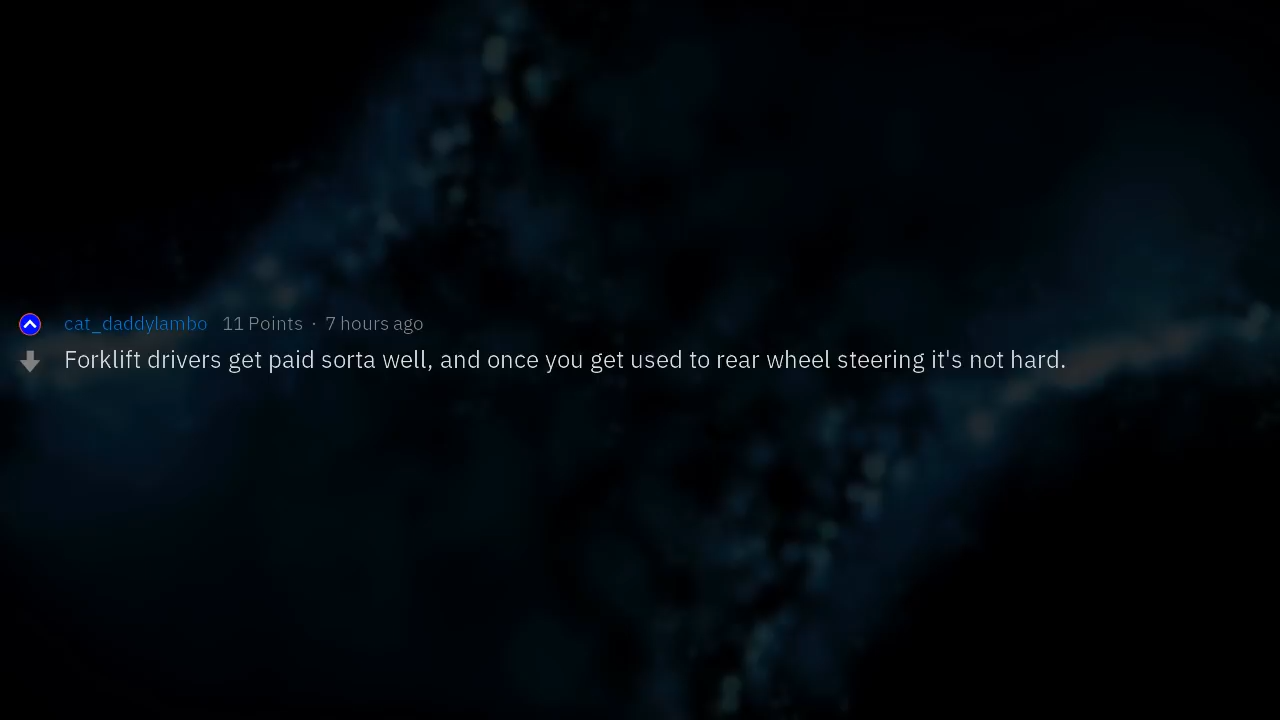 cat_daddylambo 11 Points · 7 hours ago
Forklift drivers get paid sorta well, and once you get used to rear wheel steering it's not hard.